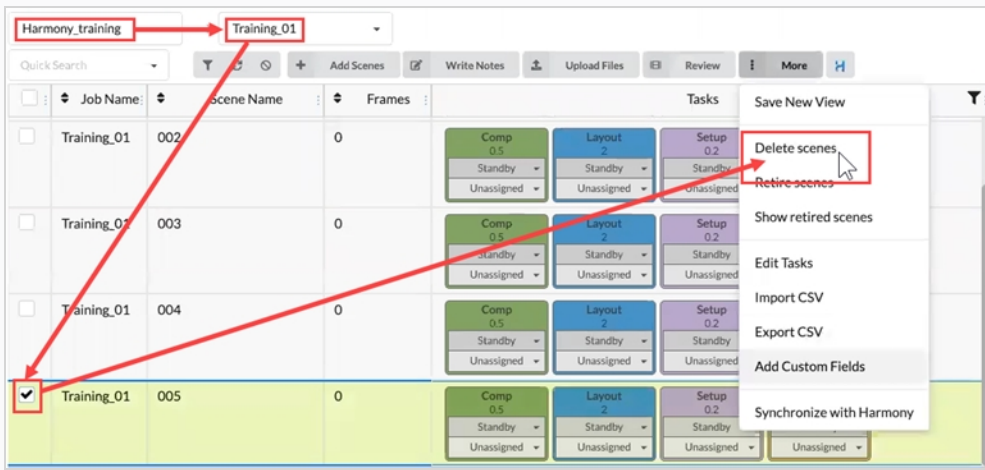 Harmony_training Training_01
Quick Search Add Scenes Write Notes Upload Files Review More
Job Name Scene Name Frames Tasks
Save New View
Delete scenes
Retire scenes
Show retired scenes
Edit Tasks
Import CSV
Export CSV
Add Custom Fields
Synchronize with Harmony
Training_01 002 0
Comp Layout Setup
0.5 2 0.2
Standby Standby Standby
Unassigned Unassigned Unassigned
Training_01 003 0
Comp Layout Setup
0.5 2 0.2
Standby Standby Standby
Unassigned Unassigned Unassigned
Training_01 004 0
Comp Layout Setup
0.5 2 0.2
Standby Standby Standby
Unassigned Unassigned Unassigned
Training_01 005 0
Comp Layout Setup
0.5 2 0.2
Standby Standby Standby
Unassigned Unassigned Unassigned Unassigned